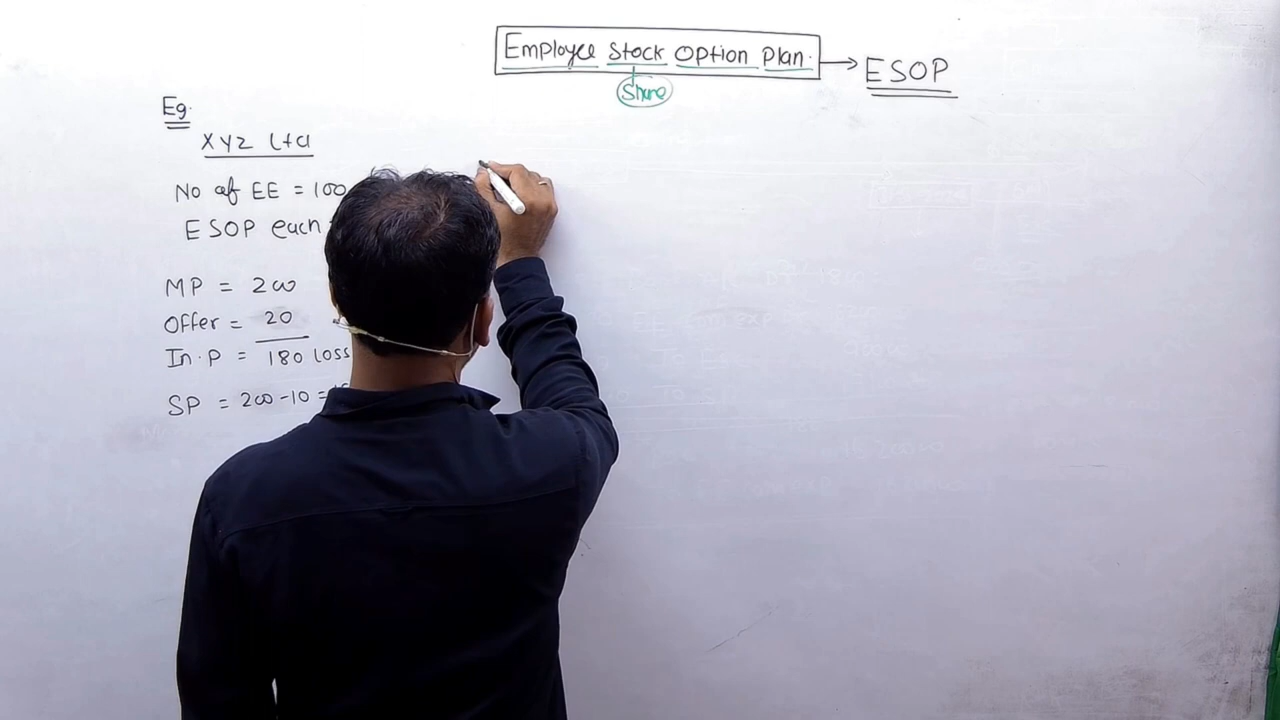 Employee Stock Option Plan. → ESOP
Share
Eg.
XYZ Ltd
No of EE = 100
ESOP each
MP = 200
Offer = 20
In.P = 180 loss
SP = 200-10 =